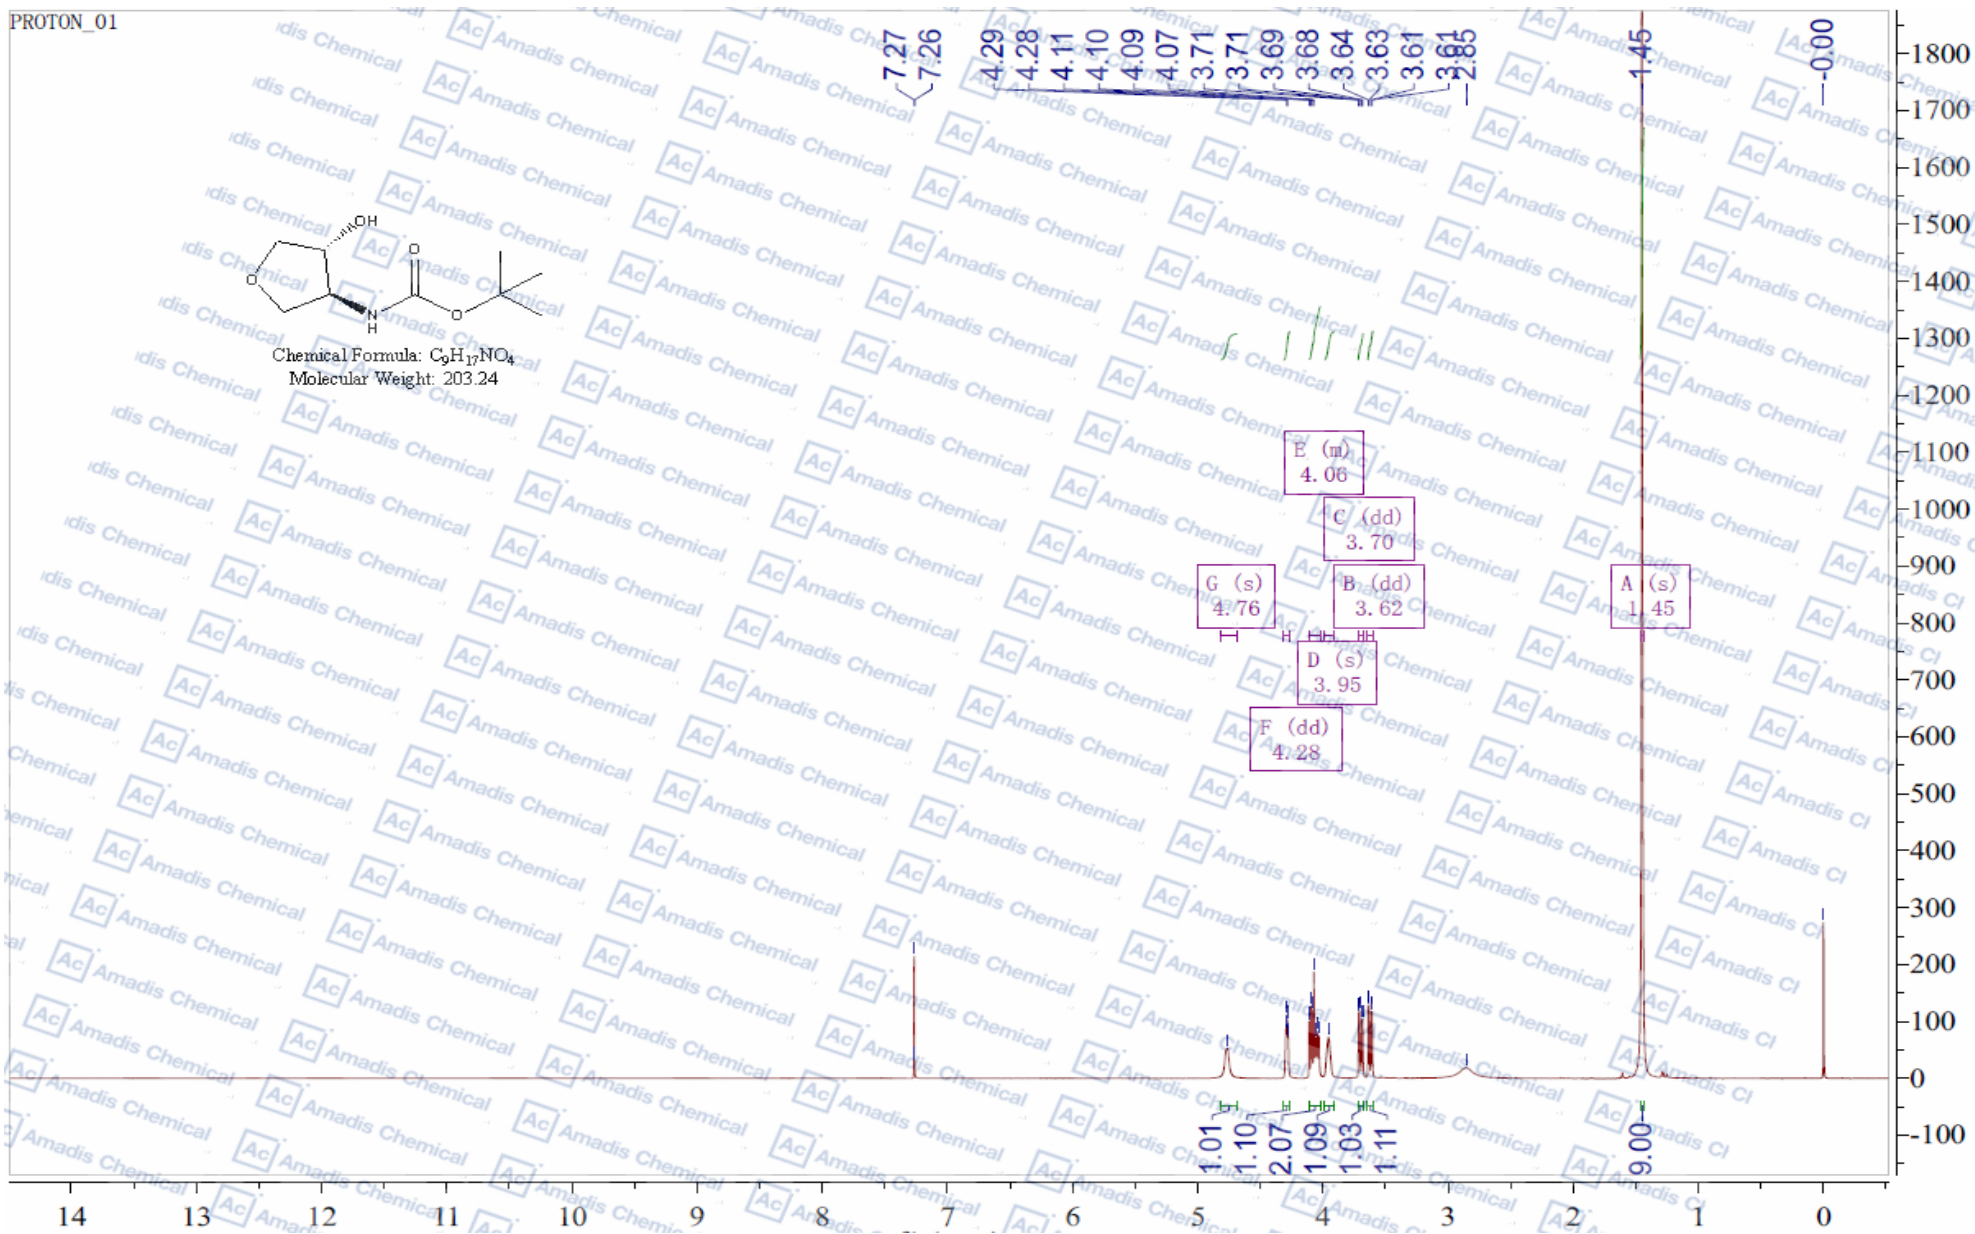 PROTON_01
7.27
7.26
4.29
4.28
4.11
4.10
4.09
4.07
3.71
3.71
3.69
3.68
3.64
3.63
3.61
3.61
2.85
1.45
-0.00
OH
O
O
N
H
O
Chemical Formula: C₉H₁₇NO₄
Molecular Weight: 203.24
E (m)
4.06
C (dd)
3.70
G (s)
4.76
B (dd)
3.62
A (s)
1.45
D (s)
3.95
F (dd)
4.28
1800
1700
1600
1500
1400
1300
1200
1100
1000
900
800
700
600
500
400
300
200
100
0
-100
1.01
1.10
2.07
1.09
1.03
1.11
9.00
14 13 12 11 10 9 8 7 6 5 4 3 2 1 0
Ac Amadis Chemical